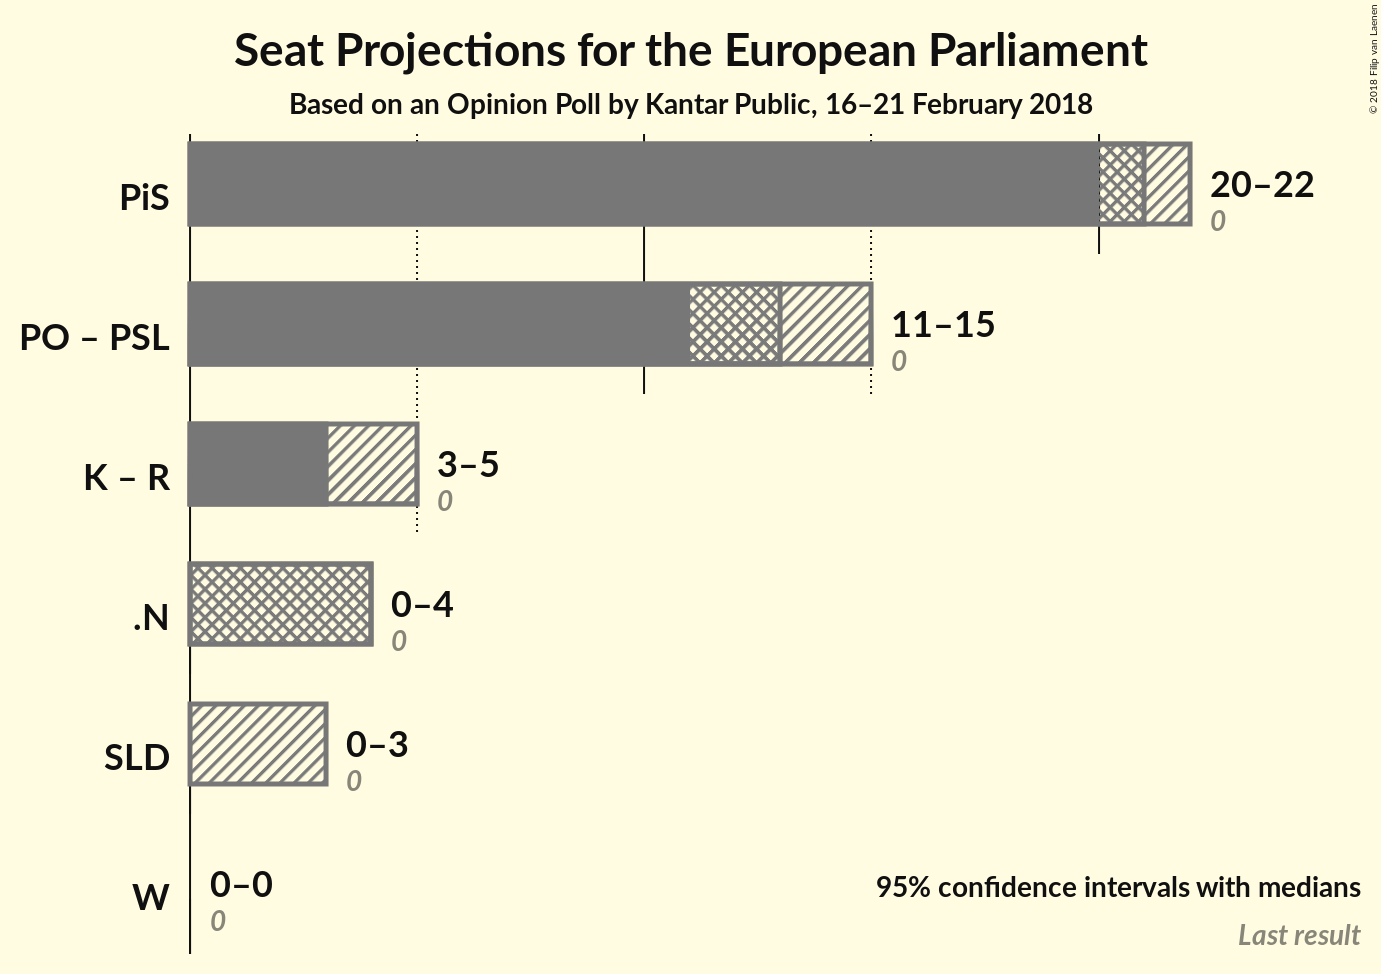 Seat Projections for the European Parliament
Based on an Opinion Poll by Kantar Public, 16–21 February 2018
© 2018 Filip van Laenen
PiS
20–22
0
PO – PSL
11–15
0
K – R
3–5
0
.N
0–4
0
SLD
0–3
0
W
0–0
0
95% confidence intervals with medians
Last result